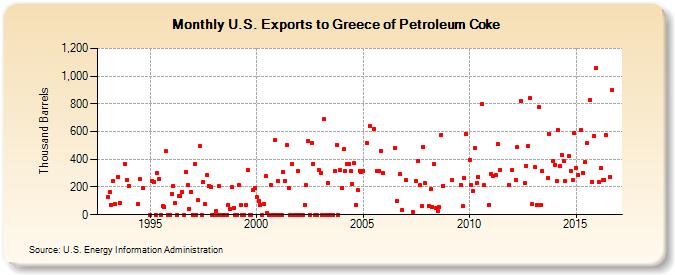 Monthly U.S. Exports to Greece of Petroleum Coke
Thousand Barrels
1,200
1,000
800
600
400
200
0
1995 2000 2005 2010 2015
Source: U.S. Energy Information Administration